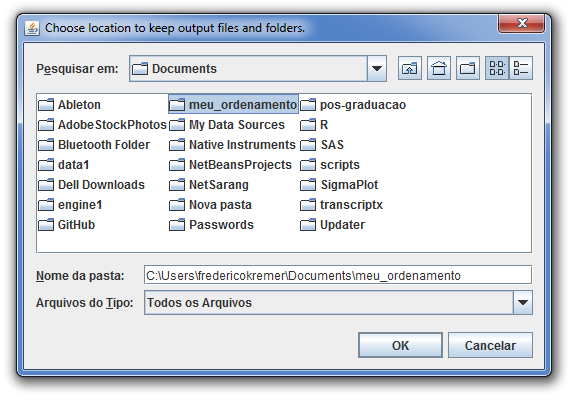 Choose location to keep output files and folders.
Pesquisar em: Documents
Ableton meu_ordenamento pos-graduacao
AdobeStockPhotos My Data Sources R
Bluetooth Folder Native Instruments SAS
data1 NetBeansProjects scripts
Dell Downloads NetSarang SigmaPlot
engine1 Nova pasta transcriptx
GitHub Passwords Updater
Nome da pasta: C:\Users\fredericokremer\Documents\meu_ordenamento
Arquivos do Tipo: Todos os Arquivos
OK Cancelar